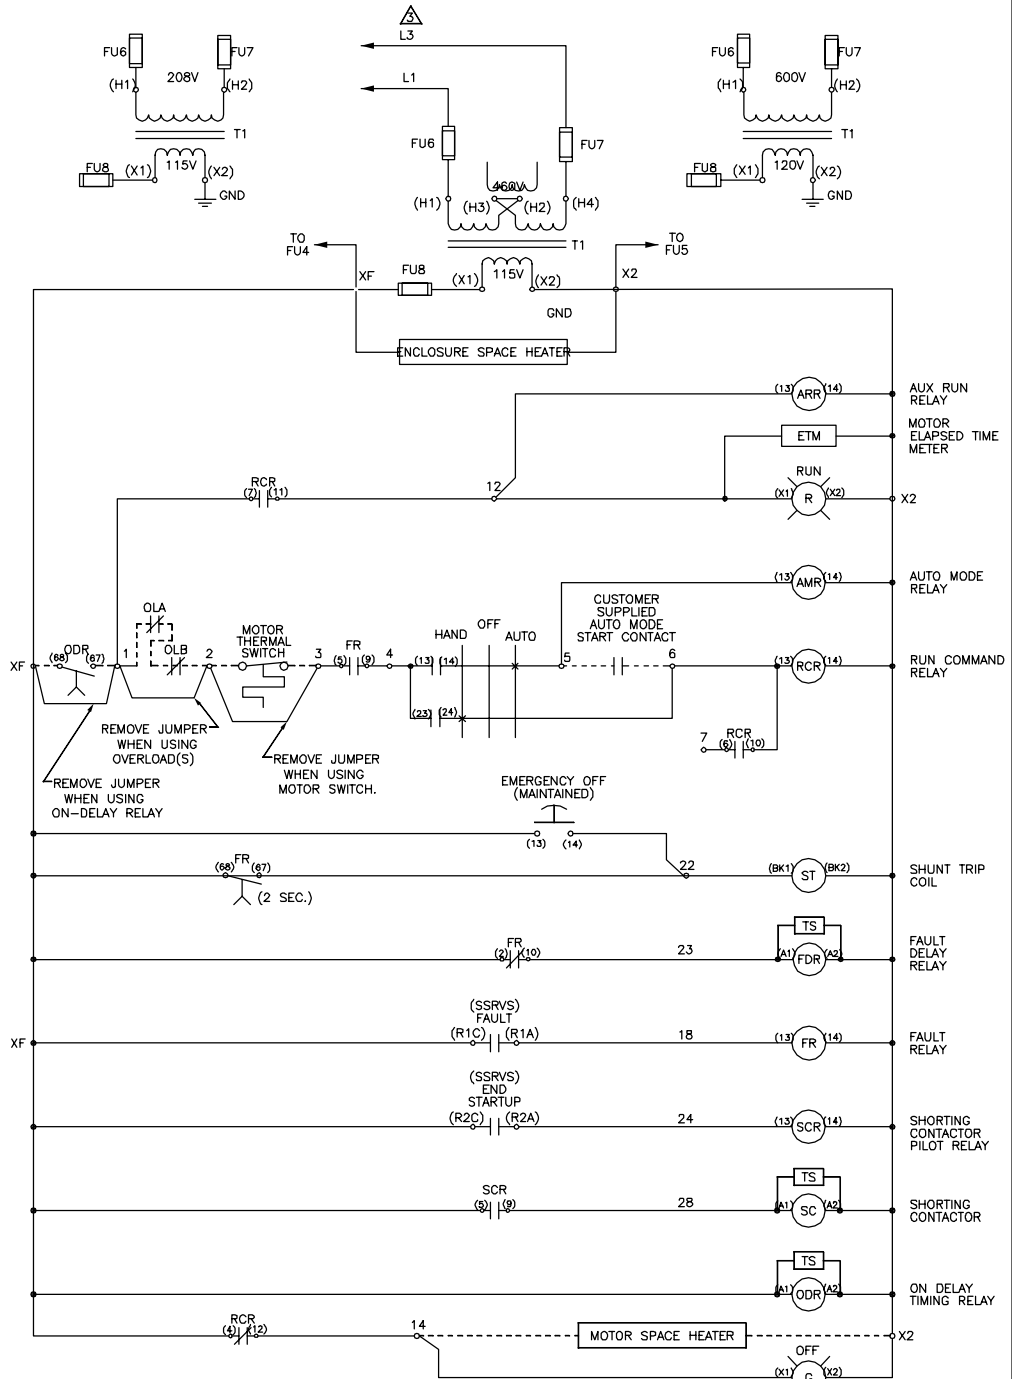 3
L3
FU6
FU7
208V
(H1)
(H2)
T1
115V
(X1)
(X2)
FU8
GND
L1
FU6
FU7
460V
(H1)
(H3)
(H2)
(H4)
T1
FU6
FU7
600V
(H1)
(H2)
T1
120V
(X1)
(X2)
FU8
GND
TO
FU4
XF
FU8
(X1)
115V
(X2)
X2
TO
FU5
GND
ENCLOSURE SPACE HEATER
(13)
ARR
(14)
AUX RUN
RELAY
ETM
MOTOR
ELAPSED TIME
METER
RCR
(7)
(11)
12
RUN
(X1)
R
(X2)
X2
(13)
AMR
(14)
AUTO MODE
RELAY
XF
ODR
(68)
(67)
1
OLA
OLB
2
MOTOR
THERMAL
SWITCH
3
FR
(5)
(9)
4
HAND
OFF
AUTO
(13)
(14)
(23)
(24)
5
CUSTOMER
SUPPLIED
AUTO MODE
START CONTACT
6
(13)
RCR
(14)
RUN COMMAND
RELAY
7
RCR
(6)
(10)
REMOVE JUMPER
WHEN USING
OVERLOAD(S)
REMOVE JUMPER
WHEN USING
MOTOR SWITCH.
REMOVE JUMPER
WHEN USING
ON-DELAY RELAY
EMERGENCY OFF
(MAINTAINED)
(13)
(14)
FR
(68)
(67)
(2 SEC.)
22
(BK1)
ST
(BK2)
SHUNT TRIP
COIL
FR
(2)
(10)
23
TS
(A1)
FDR
(A2)
FAULT
DELAY
RELAY
XF
(SSRVS)
FAULT
(R1C)
(R1A)
18
(13)
FR
(14)
FAULT
RELAY
(SSRVS)
END
STARTUP
(R2C)
(R2A)
24
(13)
SCR
(14)
SHORTING
CONTACTOR
PILOT RELAY
SCR
(5)
(9)
28
TS
(A1)
SC
(A2)
SHORTING
CONTACTOR
TS
(A1)
ODR
(A2)
ON DELAY
TIMING RELAY
RCR
(4)
(12)
14
MOTOR SPACE HEATER
X2
OFF
(X1)
G
(X2)